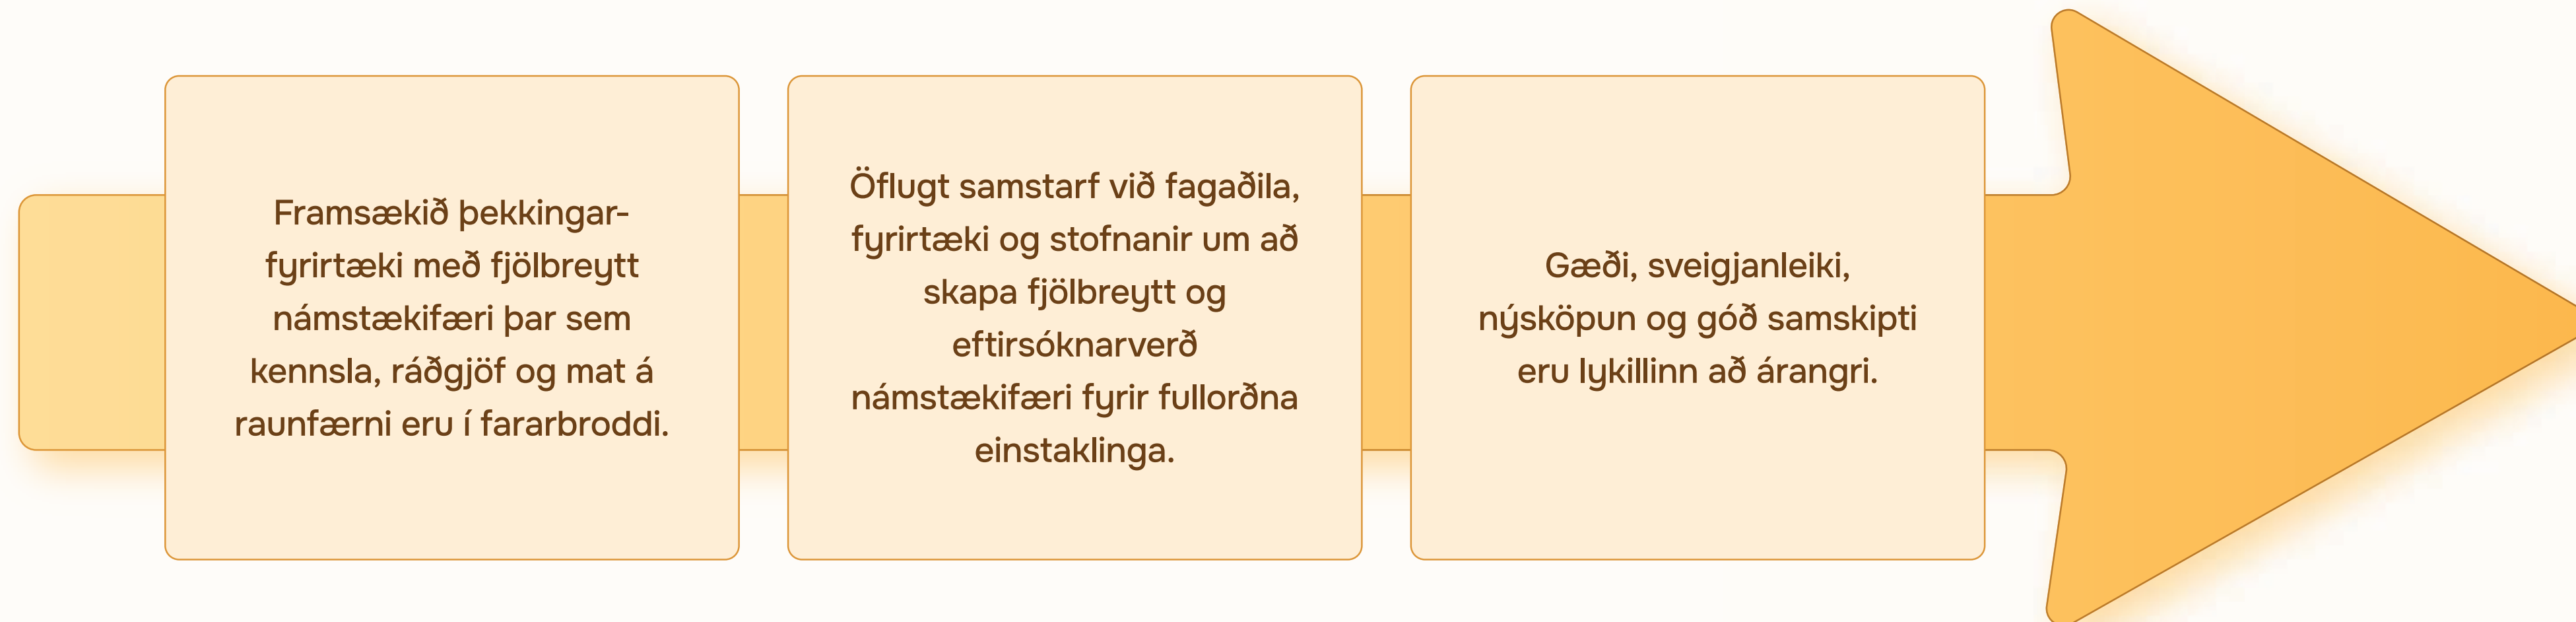 Framsækið þekkingar-
fyrirtæki með fjölbreytt
námstækifæri þar sem
kennsla, ráðgjöf og mat á
raunfærni eru í fararbroddi.
Öflugt samstarf við fagaðila,
fyrirtæki og stofnanir um að
skapa fjölbreytt og
eftirsóknarverð
námstækifæri fyrir fullorðna
einstaklinga.
Gæði, sveigjanleiki,
nýsköpun og góð samskipti
eru lykillinn að árangri.